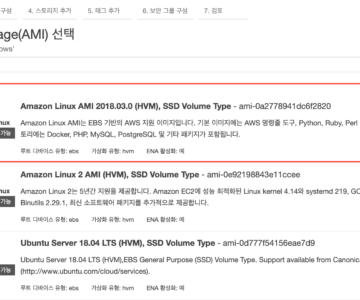 구성 4. 스토리지 추가 5. 태그 추가 6. 보안 그룹 구성 7. 검토
age(AMI) 선택
ows'
Amazon Linux AMI 2018.03.0 (HVM), SSD Volume Type - ami-0a2778941dc6f2820
nux
가능
Amazon Linux AMI는 EBS 기반의 AWS 지원 이미지입니다. 기본 이미지에는 AWS 명령줄 도구, Python, Ruby, Perl
토리에는 Docker, PHP, MySQL, PostgreSQL 및 기타 패키지가 포함됩니다.
루트 디바이스 유형: ebs 가상화 유형: hvm ENA 활성화: 예
Amazon Linux 2 AMI (HVM), SSD Volume Type - ami-0e92198843e11ccee
nux
가능
Amazon Linux 2는 5년간 지원을 제공합니다. Amazon EC2에 성능 최적화된 Linux kernel 4.14와 systemd 219, GC
Binutils 2.29.1, 최신 소프트웨어 패키지를 추가적으로 제공합니다.
루트 디바이스 유형: ebs 가상화 유형: hvm ENA 활성화: 예
Ubuntu Server 18.04 LTS (HVM), SSD Volume Type - ami-0d777f54156eae7d9
가능
Ubuntu Server 18.04 LTS (HVM),EBS General Purpose (SSD) Volume Type. Support available from Canonica
(http://www.ubuntu.com/cloud/services).
루트 디바이스 유형: ebs 가상화 유형: hvm ENA 활성화: 예